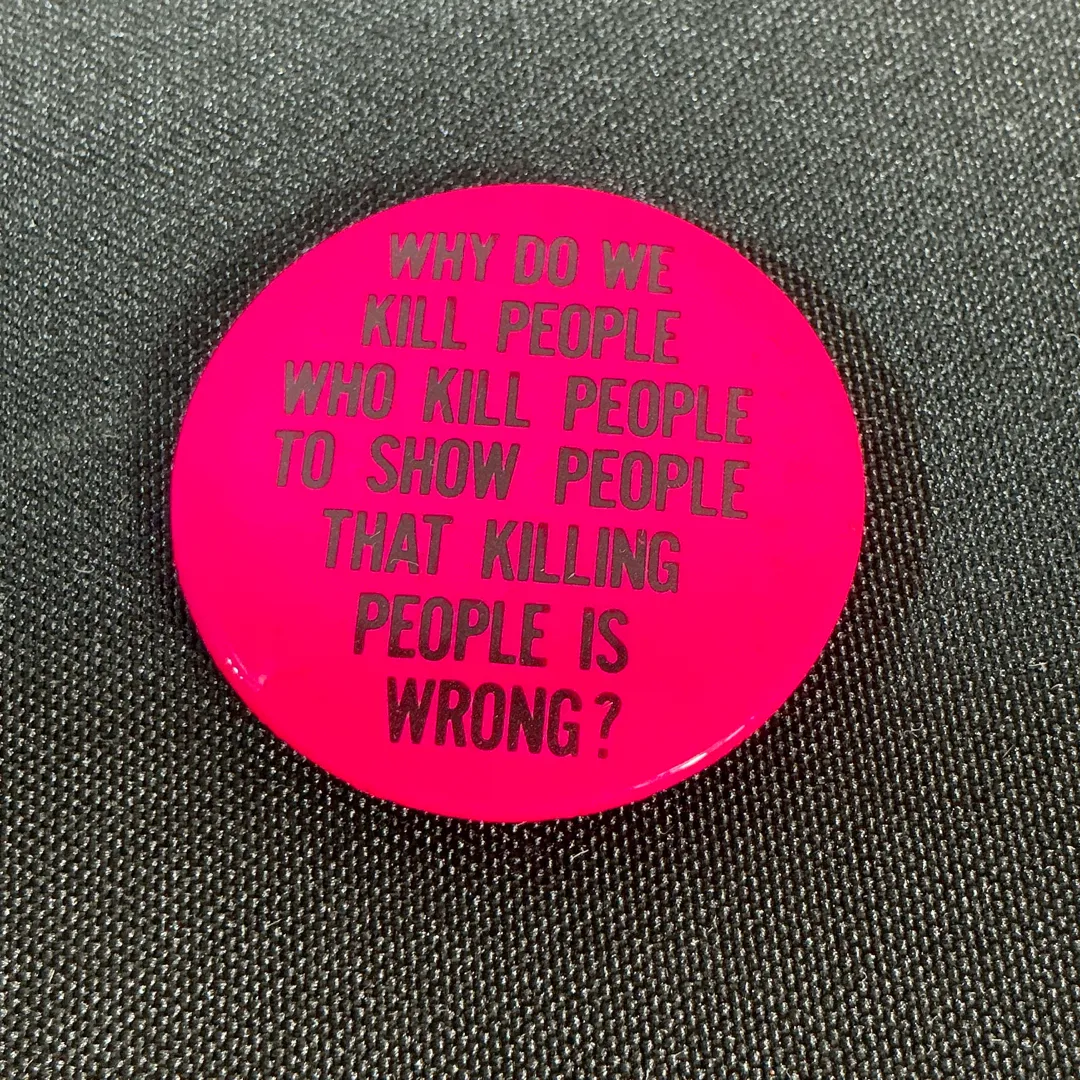 WHY DO WE
KILL PEOPLE
WHO KILL PEOPLE
TO SHOW PEOPLE
THAT KILLING
PEOPLE IS
WRONG?